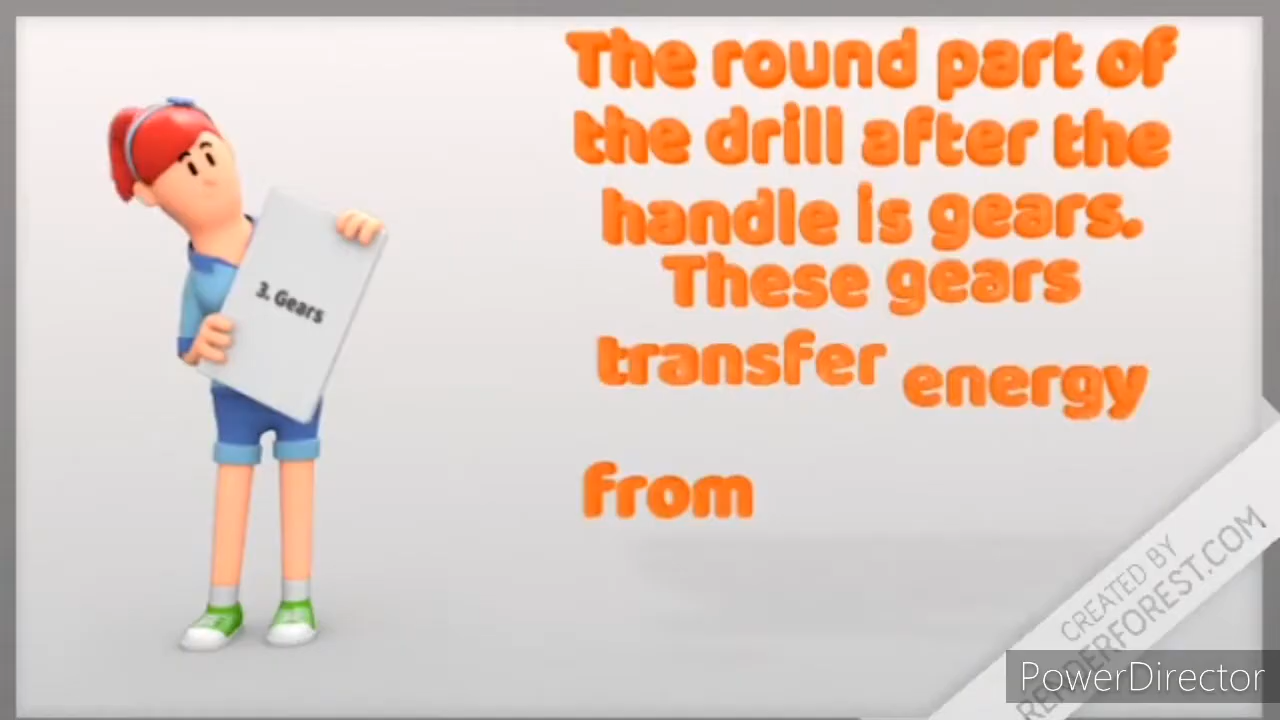 The round part of
the drill after the
handle is gears.
These gears
transfer energy
from
3. Gears
CREATED BY
RENDERFOREST.COM
PowerDirector